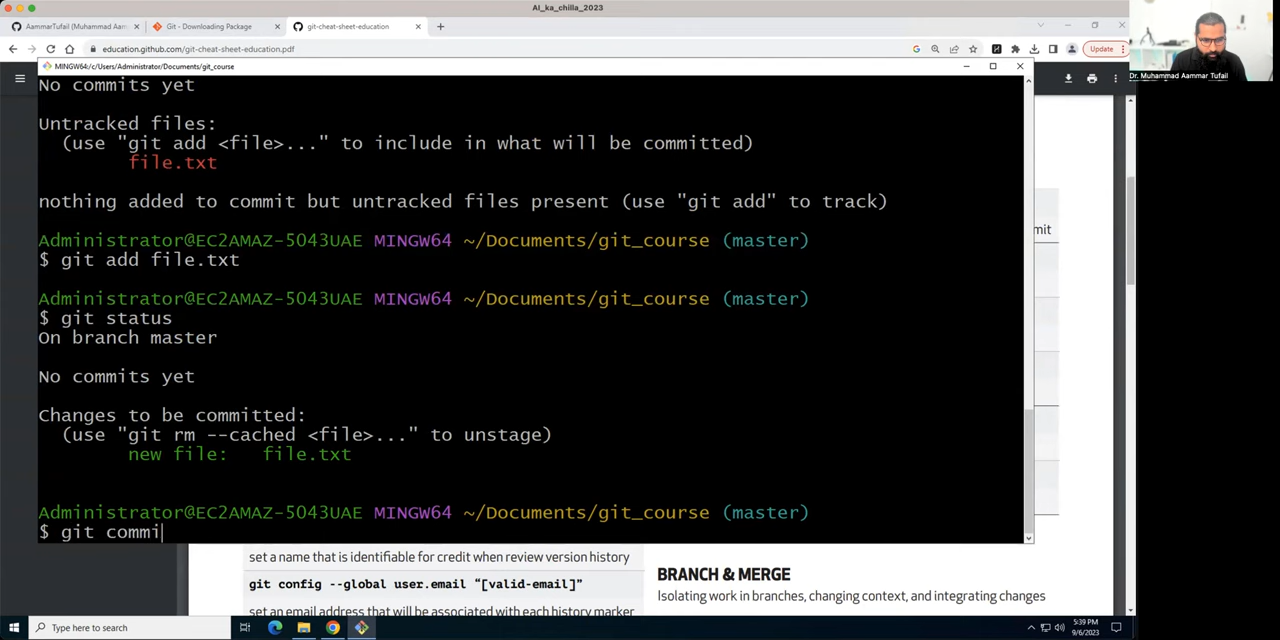 AI_ka_chilla_2023
AammarTufail (Muhammad Aam
Git - Downloading Package
git-cheat-sheet-education
education.github.com/git-cheat-sheet-education.pdf
Update
MINGW64:/c/Users/Administrator/Documents/git_course
Dr. Muhammad Aammar Tufail
No commits yet
Untracked files:
(use "git add <file>..." to include in what will be committed)
file.txt
nothing added to commit but untracked files present (use "git add" to track)
Administrator@EC2AMAZ-5043UAE MINGW64 ~/Documents/git_course (master)
$ git add file.txt
Administrator@EC2AMAZ-5043UAE MINGW64 ~/Documents/git_course (master)
$ git status
On branch master
No commits yet
Changes to be committed:
(use "git rm --cached <file>..." to unstage)
new file: file.txt
Administrator@EC2AMAZ-5043UAE MINGW64 ~/Documents/git_course (master)
$ git commi
mit
set a name that is identifiable for credit when review version history
git config --global user.email “[valid-email]”
set an email address that will be associated with each history marker
BRANCH & MERGE
Isolating work in branches, changing context, and integrating changes
Type here to search
5:39 PM
9/6/2023